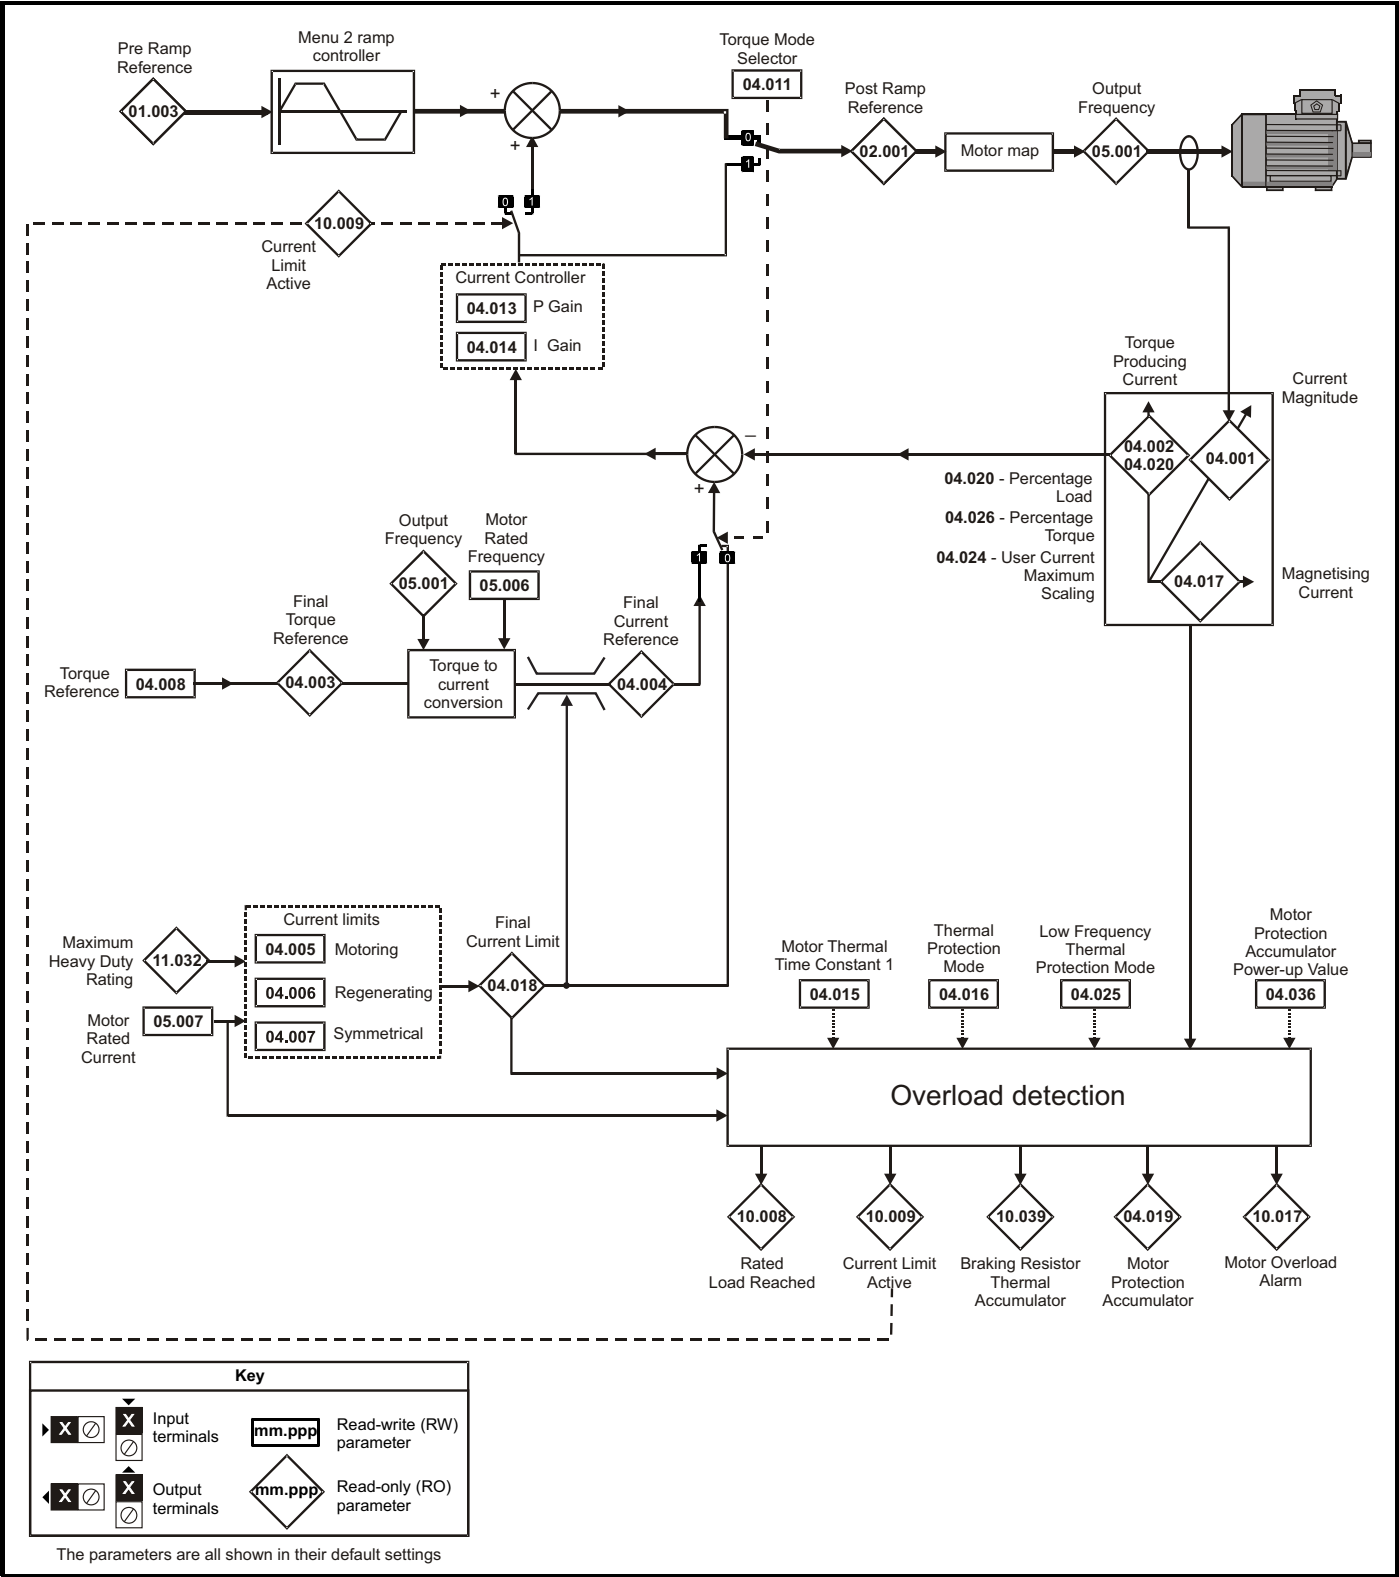 Pre Ramp
Reference
01.003
Menu 2 ramp
controller
+
+
Torque Mode
Selector
04.011
0
1
Post Ramp
Reference
02.001
Motor map
Output
Frequency
05.001
0
1
10.009
Current
Limit
Active
Current Controller
04.013 P Gain
04.014 I Gain
Torque
Producing
Current
Current
Magnitude
04.002
04.020
04.001
04.017
Magnetising
Current
–
+
04.020 - Percentage
Load
04.026 - Percentage
Torque
04.024 - User Current
Maximum
Scaling
1
0
Output
Frequency
05.001
Motor
Rated
Frequency
05.006
Final
Torque
Reference
04.003
Final
Current
Reference
04.004
Torque
Reference
04.008
Torque to
current
conversion
Maximum
Heavy Duty
Rating
11.032
Motor
Rated
Current
05.007
Current limits
04.005 Motoring
04.006 Regenerating
04.007 Symmetrical
Final
Current Limit
04.018
Motor Thermal
Time Constant 1
04.015
Thermal
Protection
Mode
04.016
Low Frequency
Thermal
Protection Mode
04.025
Motor
Protection
Accumulator
Power-up Value
04.036
Overload detection
10.008
Rated
Load Reached
10.009
Current Limit
Active
10.039
Braking Resistor
Thermal
Accumulator
04.019
Motor
Protection
Accumulator
10.017
Motor Overload
Alarm
Key
X
X
Input
terminals
mm.ppp
Read-write (RW)
parameter
X
X
Output
terminals
mm.ppp
Read-only (RO)
parameter
The parameters are all shown in their default settings